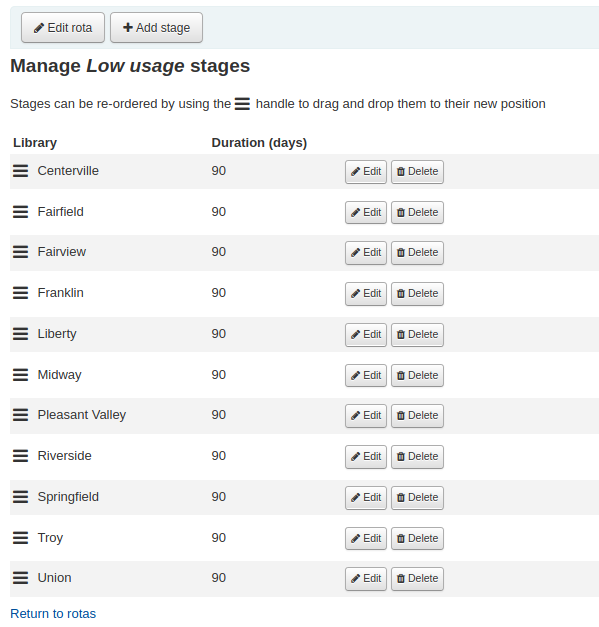 Edit rota Add stage
Manage Low usage stages
Stages can be re-ordered by using the handle to drag and drop them to their new position
Library Duration (days)
Centerville 90 Edit Delete
Fairfield 90 Edit Delete
Fairview 90 Edit Delete
Franklin 90 Edit Delete
Liberty 90 Edit Delete
Midway 90 Edit Delete
Pleasant Valley 90 Edit Delete
Riverside 90 Edit Delete
Springfield 90 Edit Delete
Troy 90 Edit Delete
Union 90 Edit Delete
Return to rotas